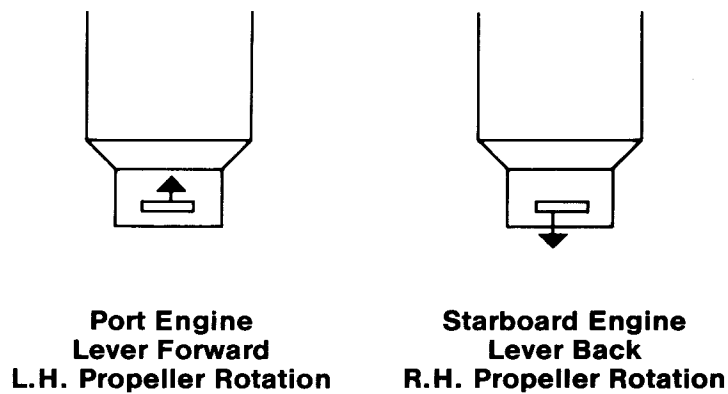 Port Engine
Lever Forward
L.H. Propeller Rotation
Starboard Engine
Lever Back
R.H. Propeller Rotation